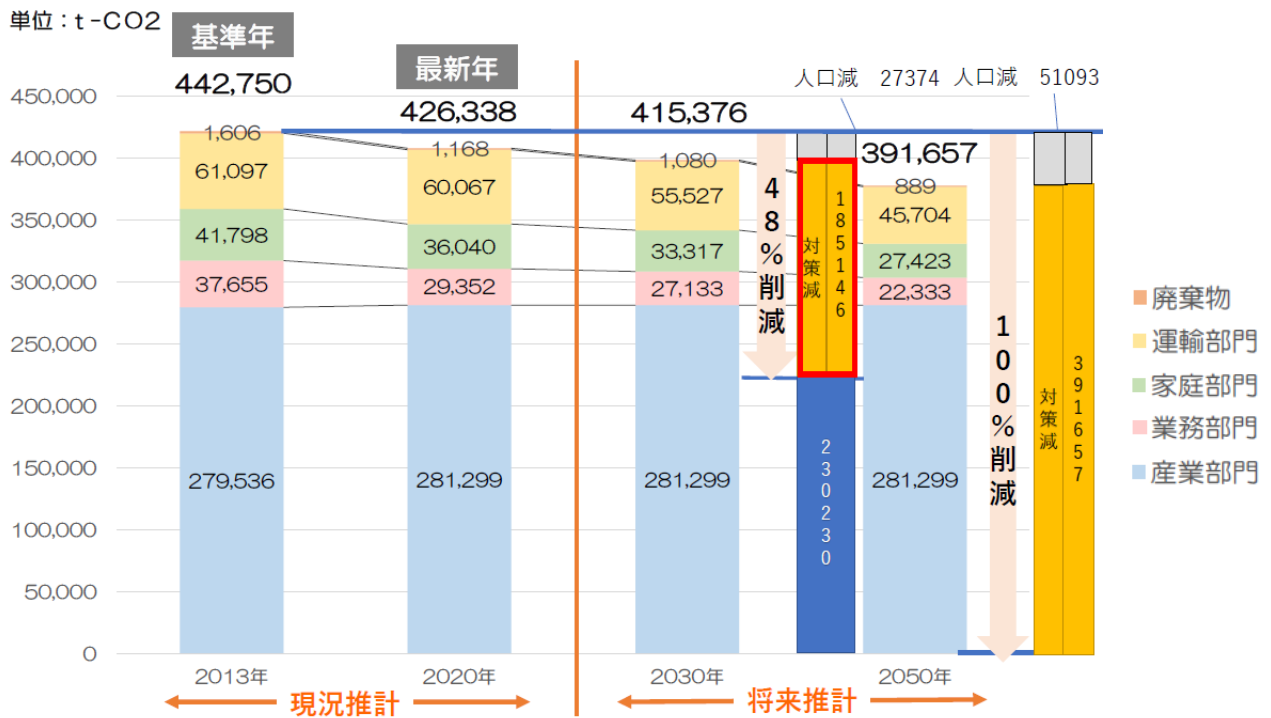 単位：t-CO2
基準年
442,750
最新年
426,338
415,376
人口減 27374
人口減 51093
391,657
450,000
400,000
350,000
300,000
250,000
200,000
150,000
100,000
50,000
0
1,606
61,097
41,798
37,655
279,536
1,168
60,067
36,040
29,352
281,299
1,080
55,527
33,317
27,133
281,299
48%削減
対策減
185146
230230
889
45,704
27,423
22,333
281,299
100%削減
対策減
391657
廃棄物
運輸部門
家庭部門
業務部門
産業部門
2013年
2020年
2030年
2050年
現況推計
将来推計